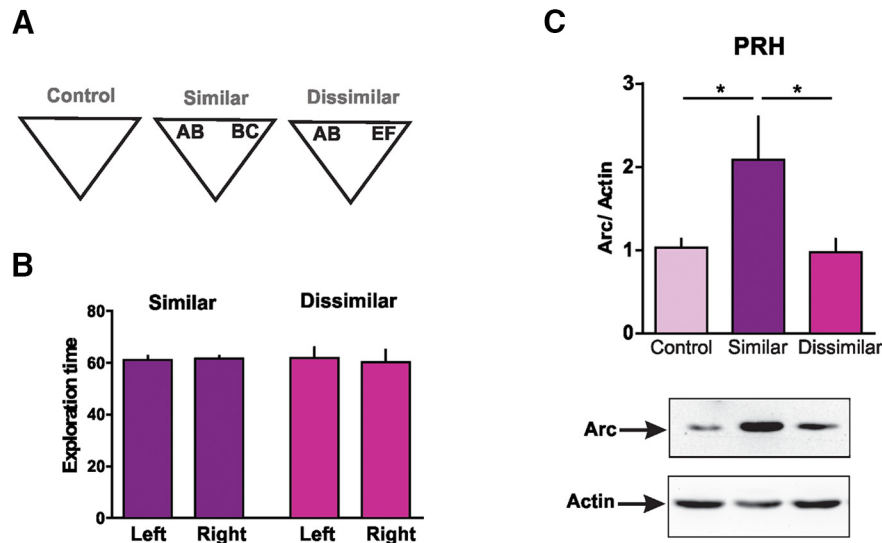 A
Control Similar Dissimilar
AB BC AB EF
B
Similar Dissimilar
Exploration time
80
60
40
20
0
Left Right Left Right
C
PRH
Arc/ Actin
3
2
1
0
* *
Control Similar Dissimilar
Arc
Actin